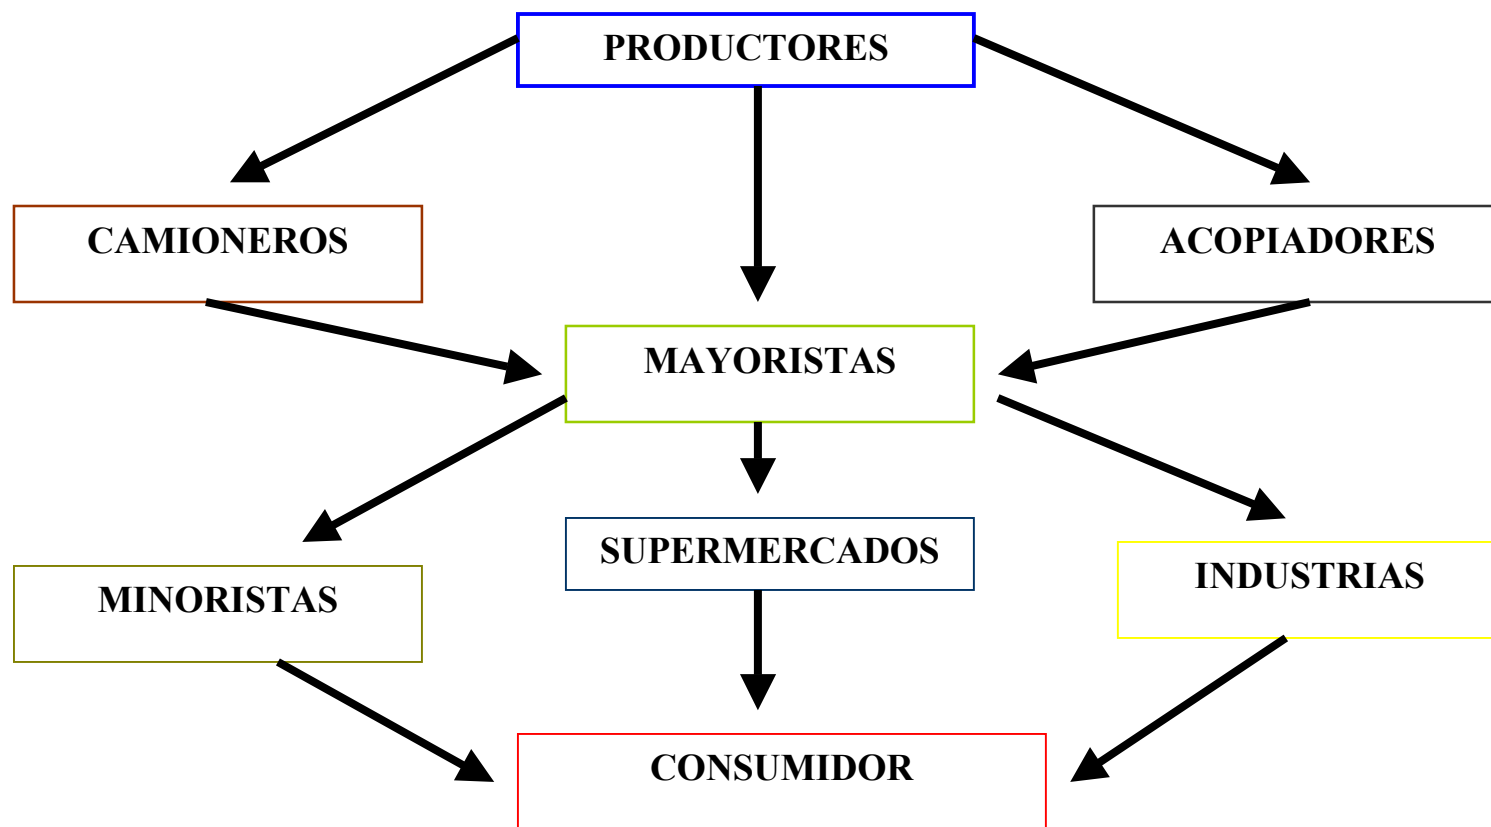 PRODUCTORES
CAMIONEROS
ACOPIADORES
MAYORISTAS
SUPERMERCADOS
INDUSTRIAS
MINORISTAS
CONSUMIDOR